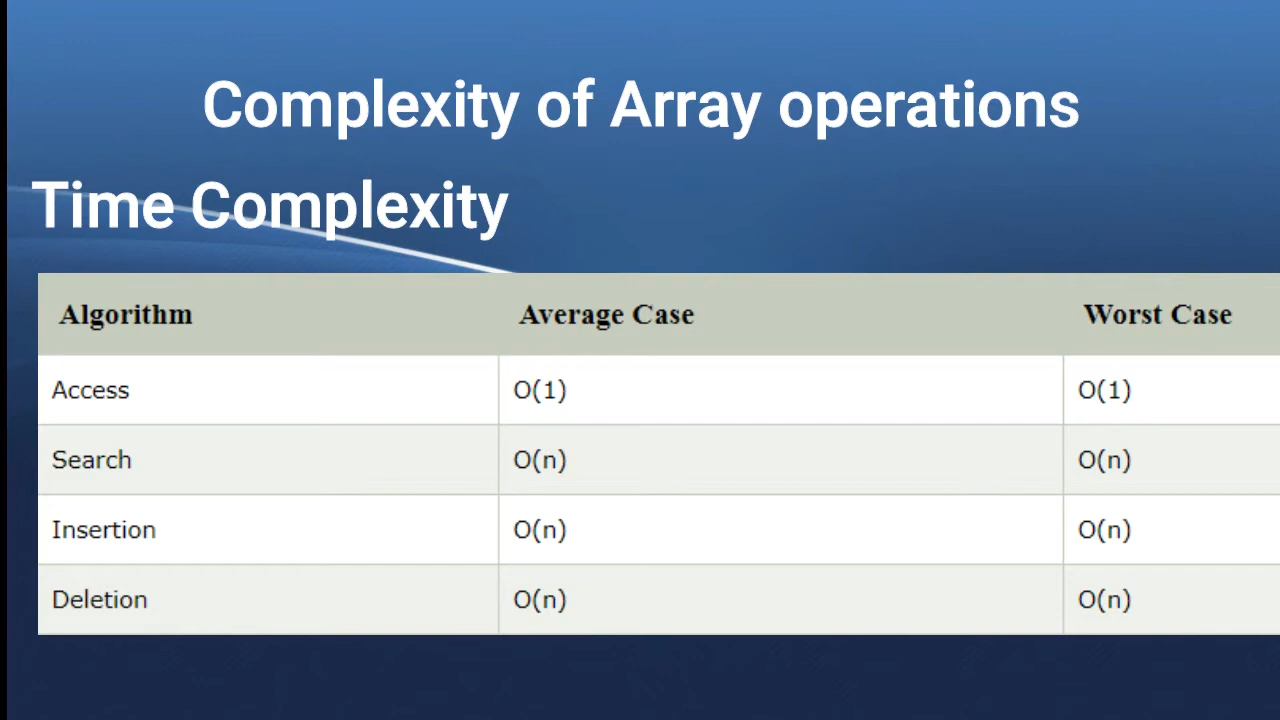 Complexity of Array operations
Time Complexity
Algorithm Average Case Worst Case
Access O(1) O(1)
Search O(n) O(n)
Insertion O(n) O(n)
Deletion O(n) O(n)